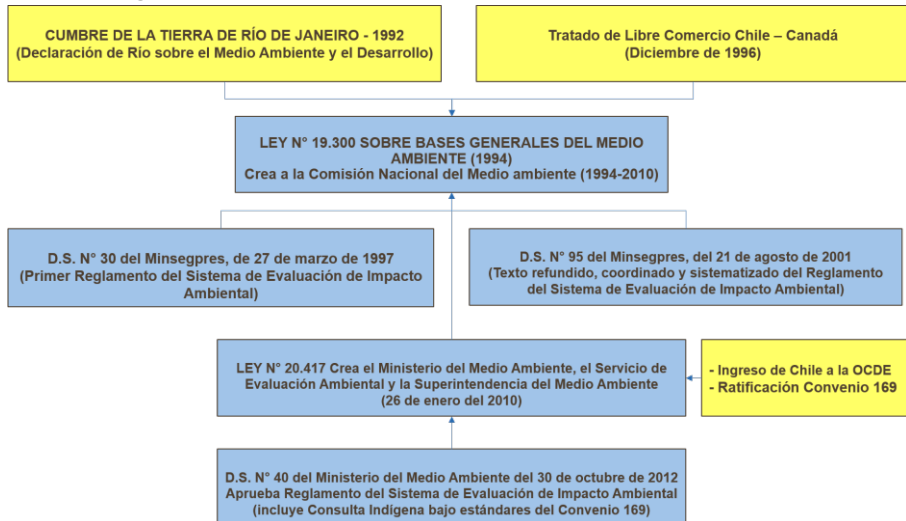 CUMBRE DE LA TIERRA DE RÍO DE JANEIRO - 1992
(Declaración de Río sobre el Medio Ambiente y el Desarrollo)
Tratado de Libre Comercio Chile – Canadá
(Diciembre de 1996)
LEY N° 19.300 SOBRE BASES GENERALES DEL MEDIO
AMBIENTE (1994)
Crea a la Comisión Nacional del Medio ambiente (1994-2010)
D.S. N° 30 del Minsegpres, de 27 de marzo de 1997
(Primer Reglamento del Sistema de Evaluación de Impacto
Ambiental)
D.S. N° 95 del Minsegpres, del 21 de agosto de 2001
(Texto refundido, coordinado y sistematizado del Reglamento
del Sistema de Evaluación de Impacto Ambiental)
LEY N° 20.417 Crea el Ministerio del Medio Ambiente, el Servicio de
Evaluación Ambiental y la Superintendencia del Medio Ambiente
(26 de enero del 2010)
- Ingreso de Chile a la OCDE
- Ratificación Convenio 169
D.S. N° 40 del Ministerio del Medio Ambiente del 30 de octubre de 2012
Aprueba Reglamento del Sistema de Evaluación de Impacto Ambiental
(incluye Consulta Indígena bajo estándares del Convenio 169)